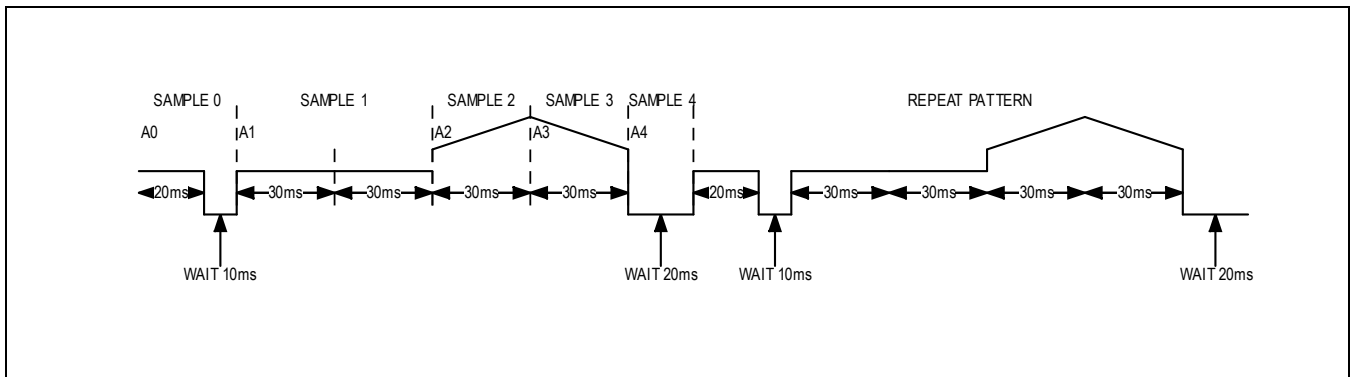 SAMPLE 0 SAMPLE 1 SAMPLE 2 SAMPLE 3 SAMPLE 4 REPEAT PATTERN
A0 A1 A2 A3 A4
20ms 30ms 30ms 30ms 30ms 20ms 30ms 30ms 30ms 30ms
WAIT 10ms WAIT 20ms WAIT 10ms WAIT 20ms